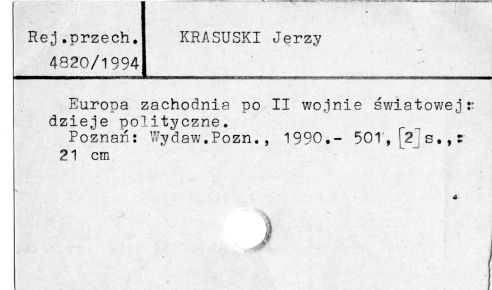 Rej.przech. KRASUSKI Jerzy
4820/1994
Europa zachodnia po II wojnie światowej:
dzieje polityczne.
Poznań: Wydaw.Pozn., 1990.- 501, [2]s.,:
21 cm